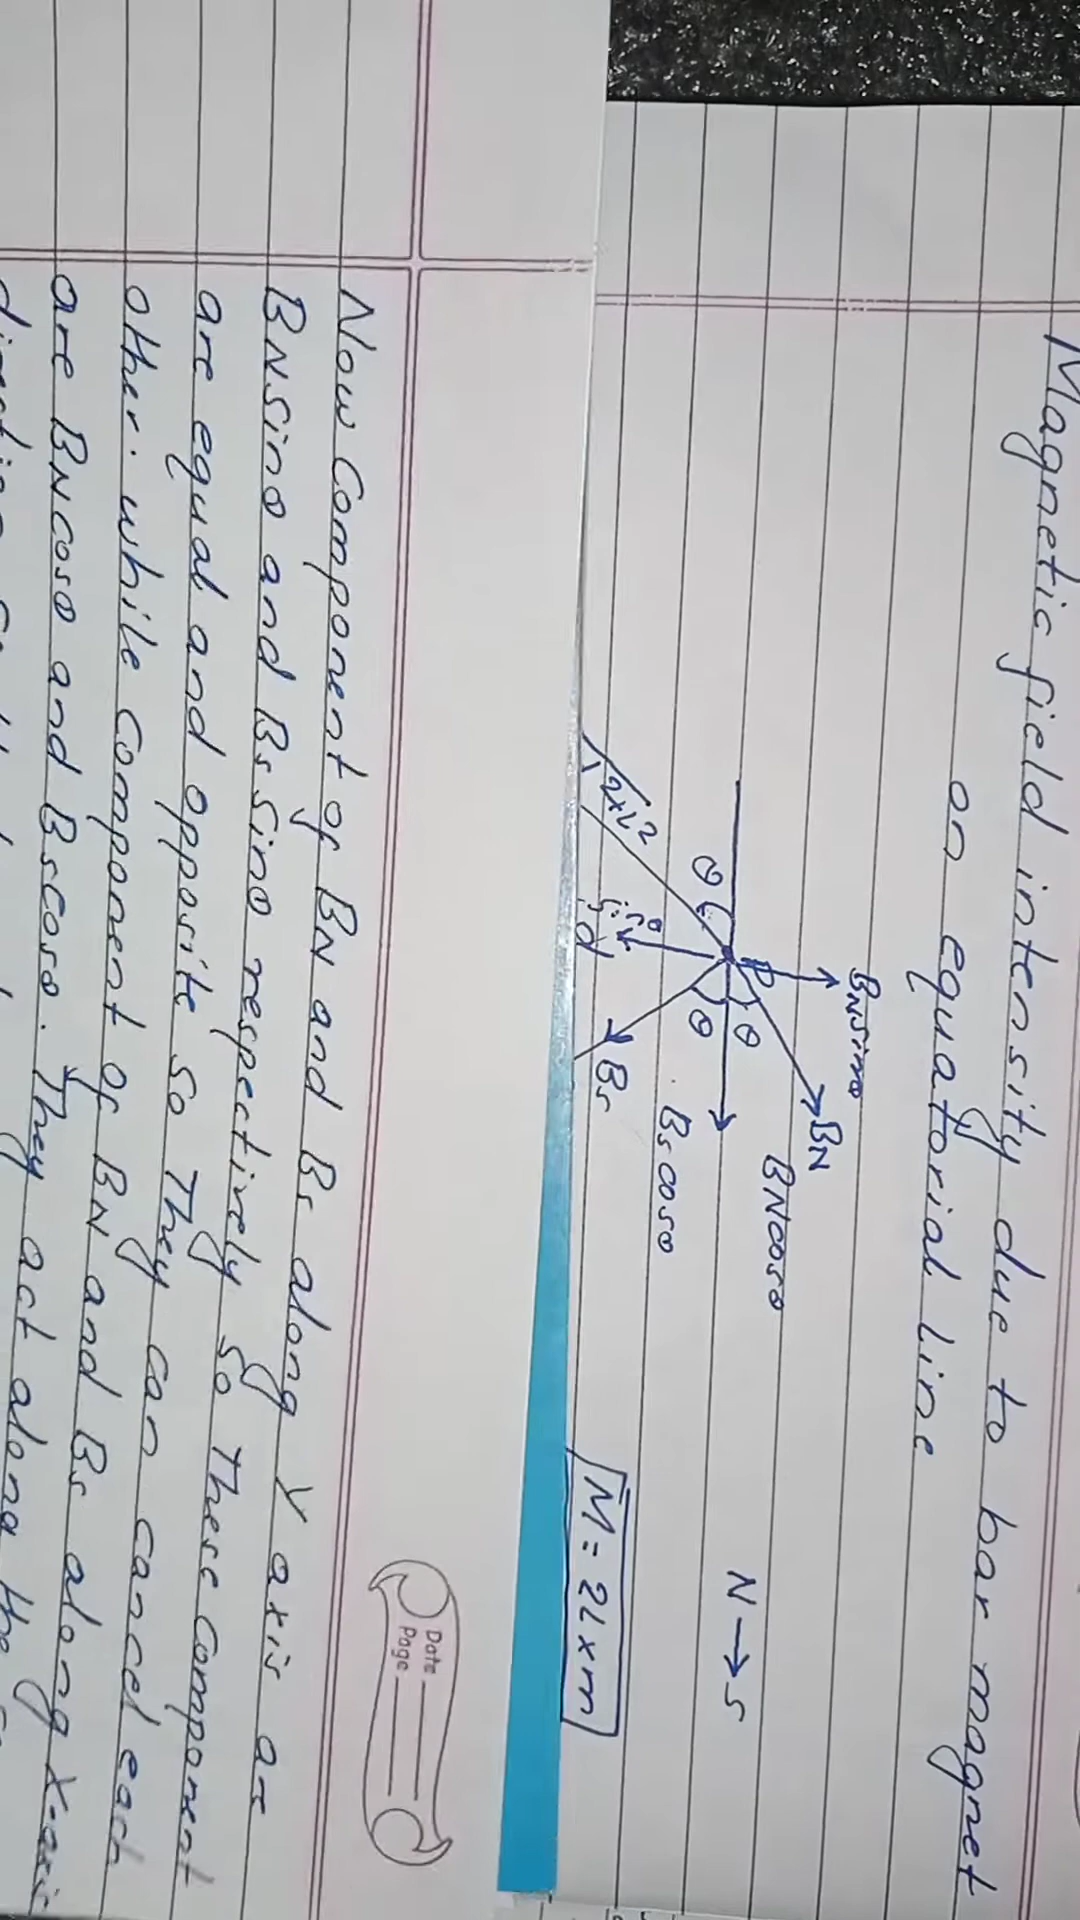 Magnetic field intensity due to bar magnet
on equatorial line
BNsinθ
BN
BNcosθ
P
θ
θ
θ
N → S
Bscosθ
Bs
d
M = 2l x m
Date
Page
Now Component of BN and Bs along Y axis as
BNsinθ and Bs sinθ respectively so These Component
are equal and opposite so They can cancel each
other. while Component of BN and Bs along X-axis
are BNcosθ and Bscosθ. They act along the